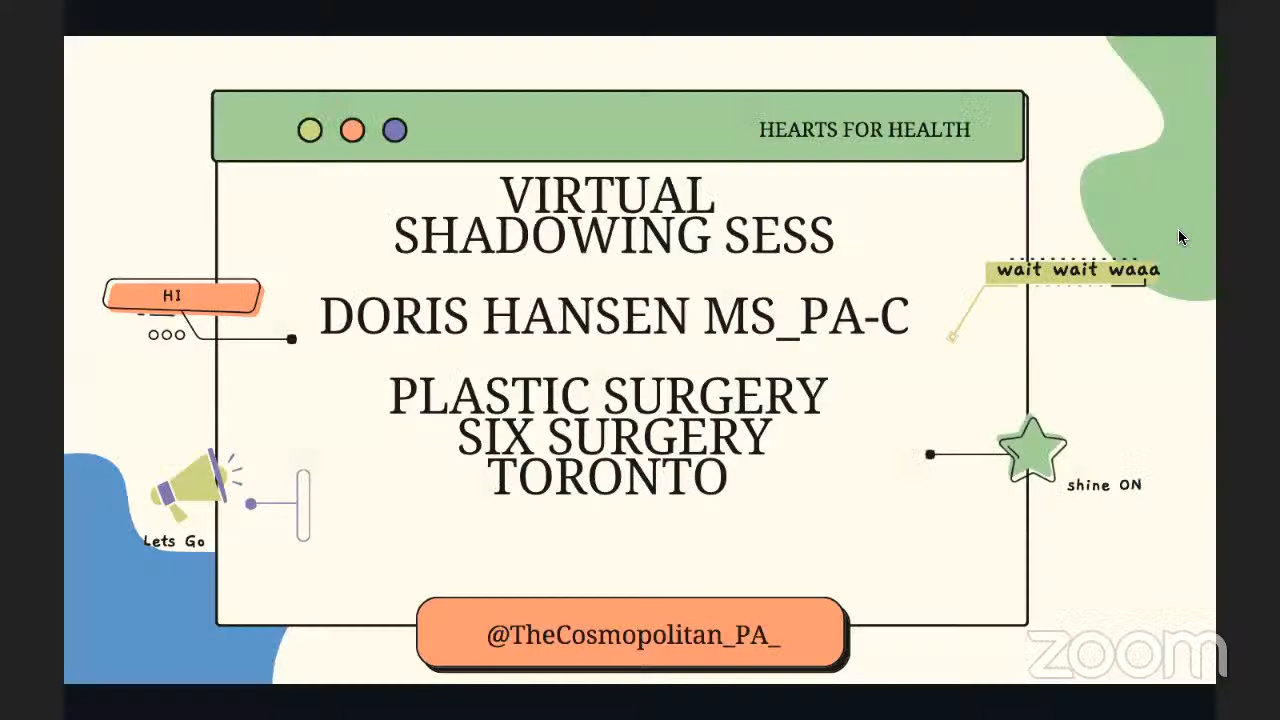 HEARTS FOR HEALTH
VIRTUAL
SHADOWING SESS
HI
wait wait waaa
DORIS HANSEN MS_PA-C
PLASTIC SURGERY
SIX SURGERY
TORONTO
shine ON
Lets Go
@TheCosmopolitan_PA_
zoom